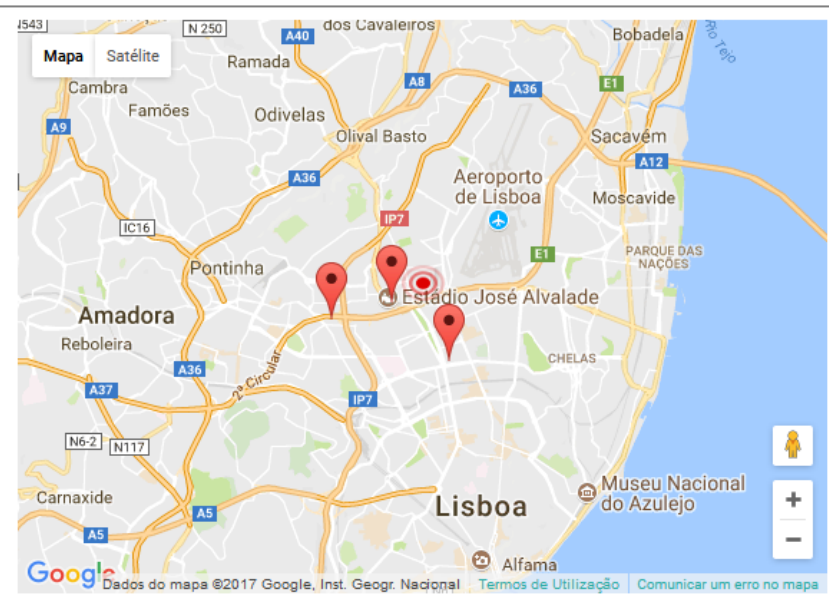 N543
N 250
A40
dos Cavaleiros
Bobadela
Rio Tejo
Mapa
Satélite
Ramada
Cambra
A8
A36
E1
Famões
Odivelas
A9
Olival Basto
Sacavém
A12
A36
Aeroporto
de Lisboa
Moscavide
IP7
IC16
E1
PARQUE DAS
NAÇÕES
Pontinha
Estádio José Alvalade
Amadora
Reboleira
CHELAS
A36
2ª Circular
A37
IP7
N6-2
N117
Museu Nacional
do Azulejo
Carnaxide
Lisboa
A5
A5
Alfama
Google
Dados do mapa ©2017 Google, Inst. Geogr. Nacional
Termos de Utilização
Comunicar um erro no mapa